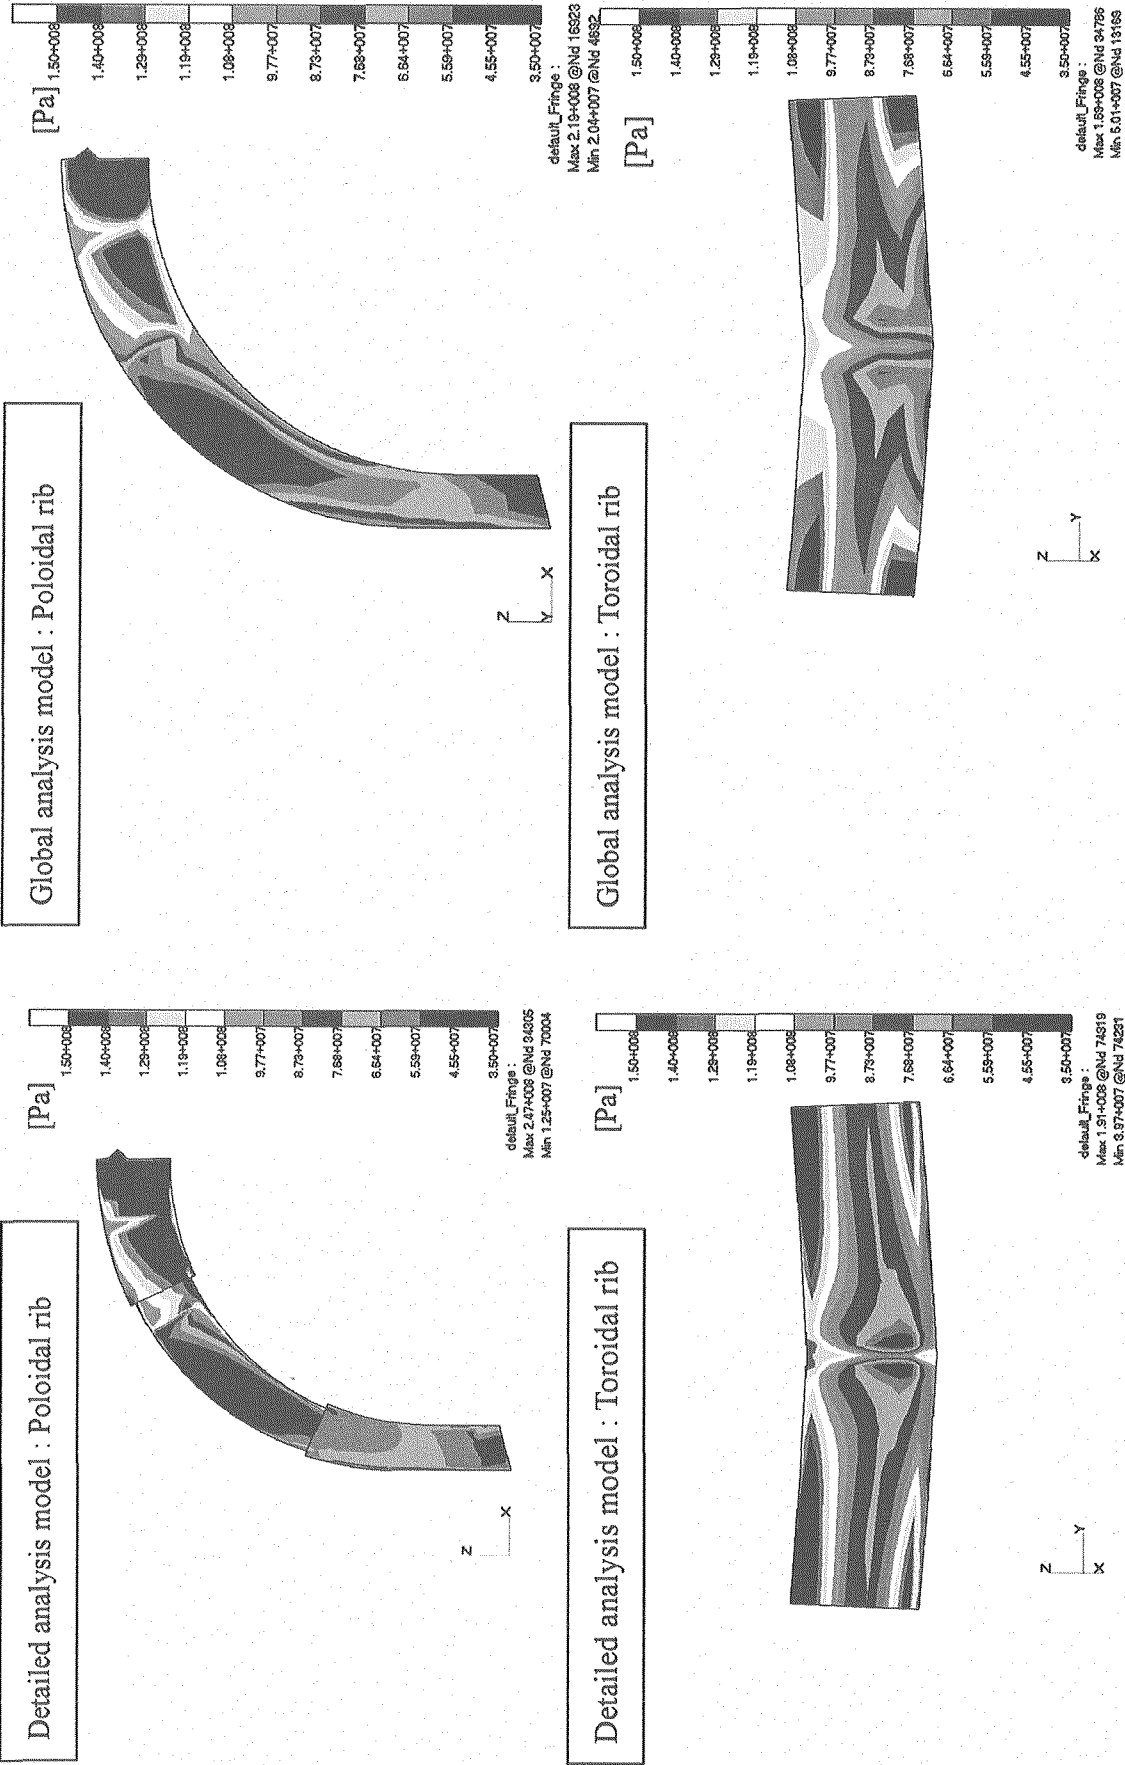 Detailed analysis model : Poloidal rib
[Pa]
1.50+008
1.40+008
1.29+008
1.19+008
1.08+008
9.77+007
8.73+007
7.68+007
6.64+007
5.59+007
4.55+007
3.50+007
default_Fringe :
Max 2.47+008 @Nd 34305
Min 1.25+007 @Nd 70004
Z
X
Global analysis model : Poloidal rib
[Pa]
1.50+008
1.40+008
1.29+008
1.19+008
1.08+008
9.77+007
8.73+007
7.68+007
6.64+007
5.59+007
4.55+007
3.50+007
default_Fringe :
Max 2.19+008 @Nd 16923
Min 2.04+007 @Nd 4692
Z
Y X
Detailed analysis model : Toroidal rib
[Pa]
1.50+008
1.40+008
1.29+008
1.19+008
1.08+008
9.77+007
8.73+007
7.68+007
6.64+007
5.59+007
4.55+007
3.50+007
default_Fringe :
Max 1.91+008 @Nd 74319
Min 3.97+007 @Nd 74231
Z
Y
X
Global analysis model : Toroidal rib
[Pa]
1.50+008
1.40+008
1.29+008
1.19+008
1.08+008
9.77+007
8.73+007
7.68+007
6.64+007
5.59+007
4.55+007
3.50+007
default_Fringe :
Max 1.69+008 @Nd 34786
Min 5.01+007 @Nd 13169
Z
Y
X